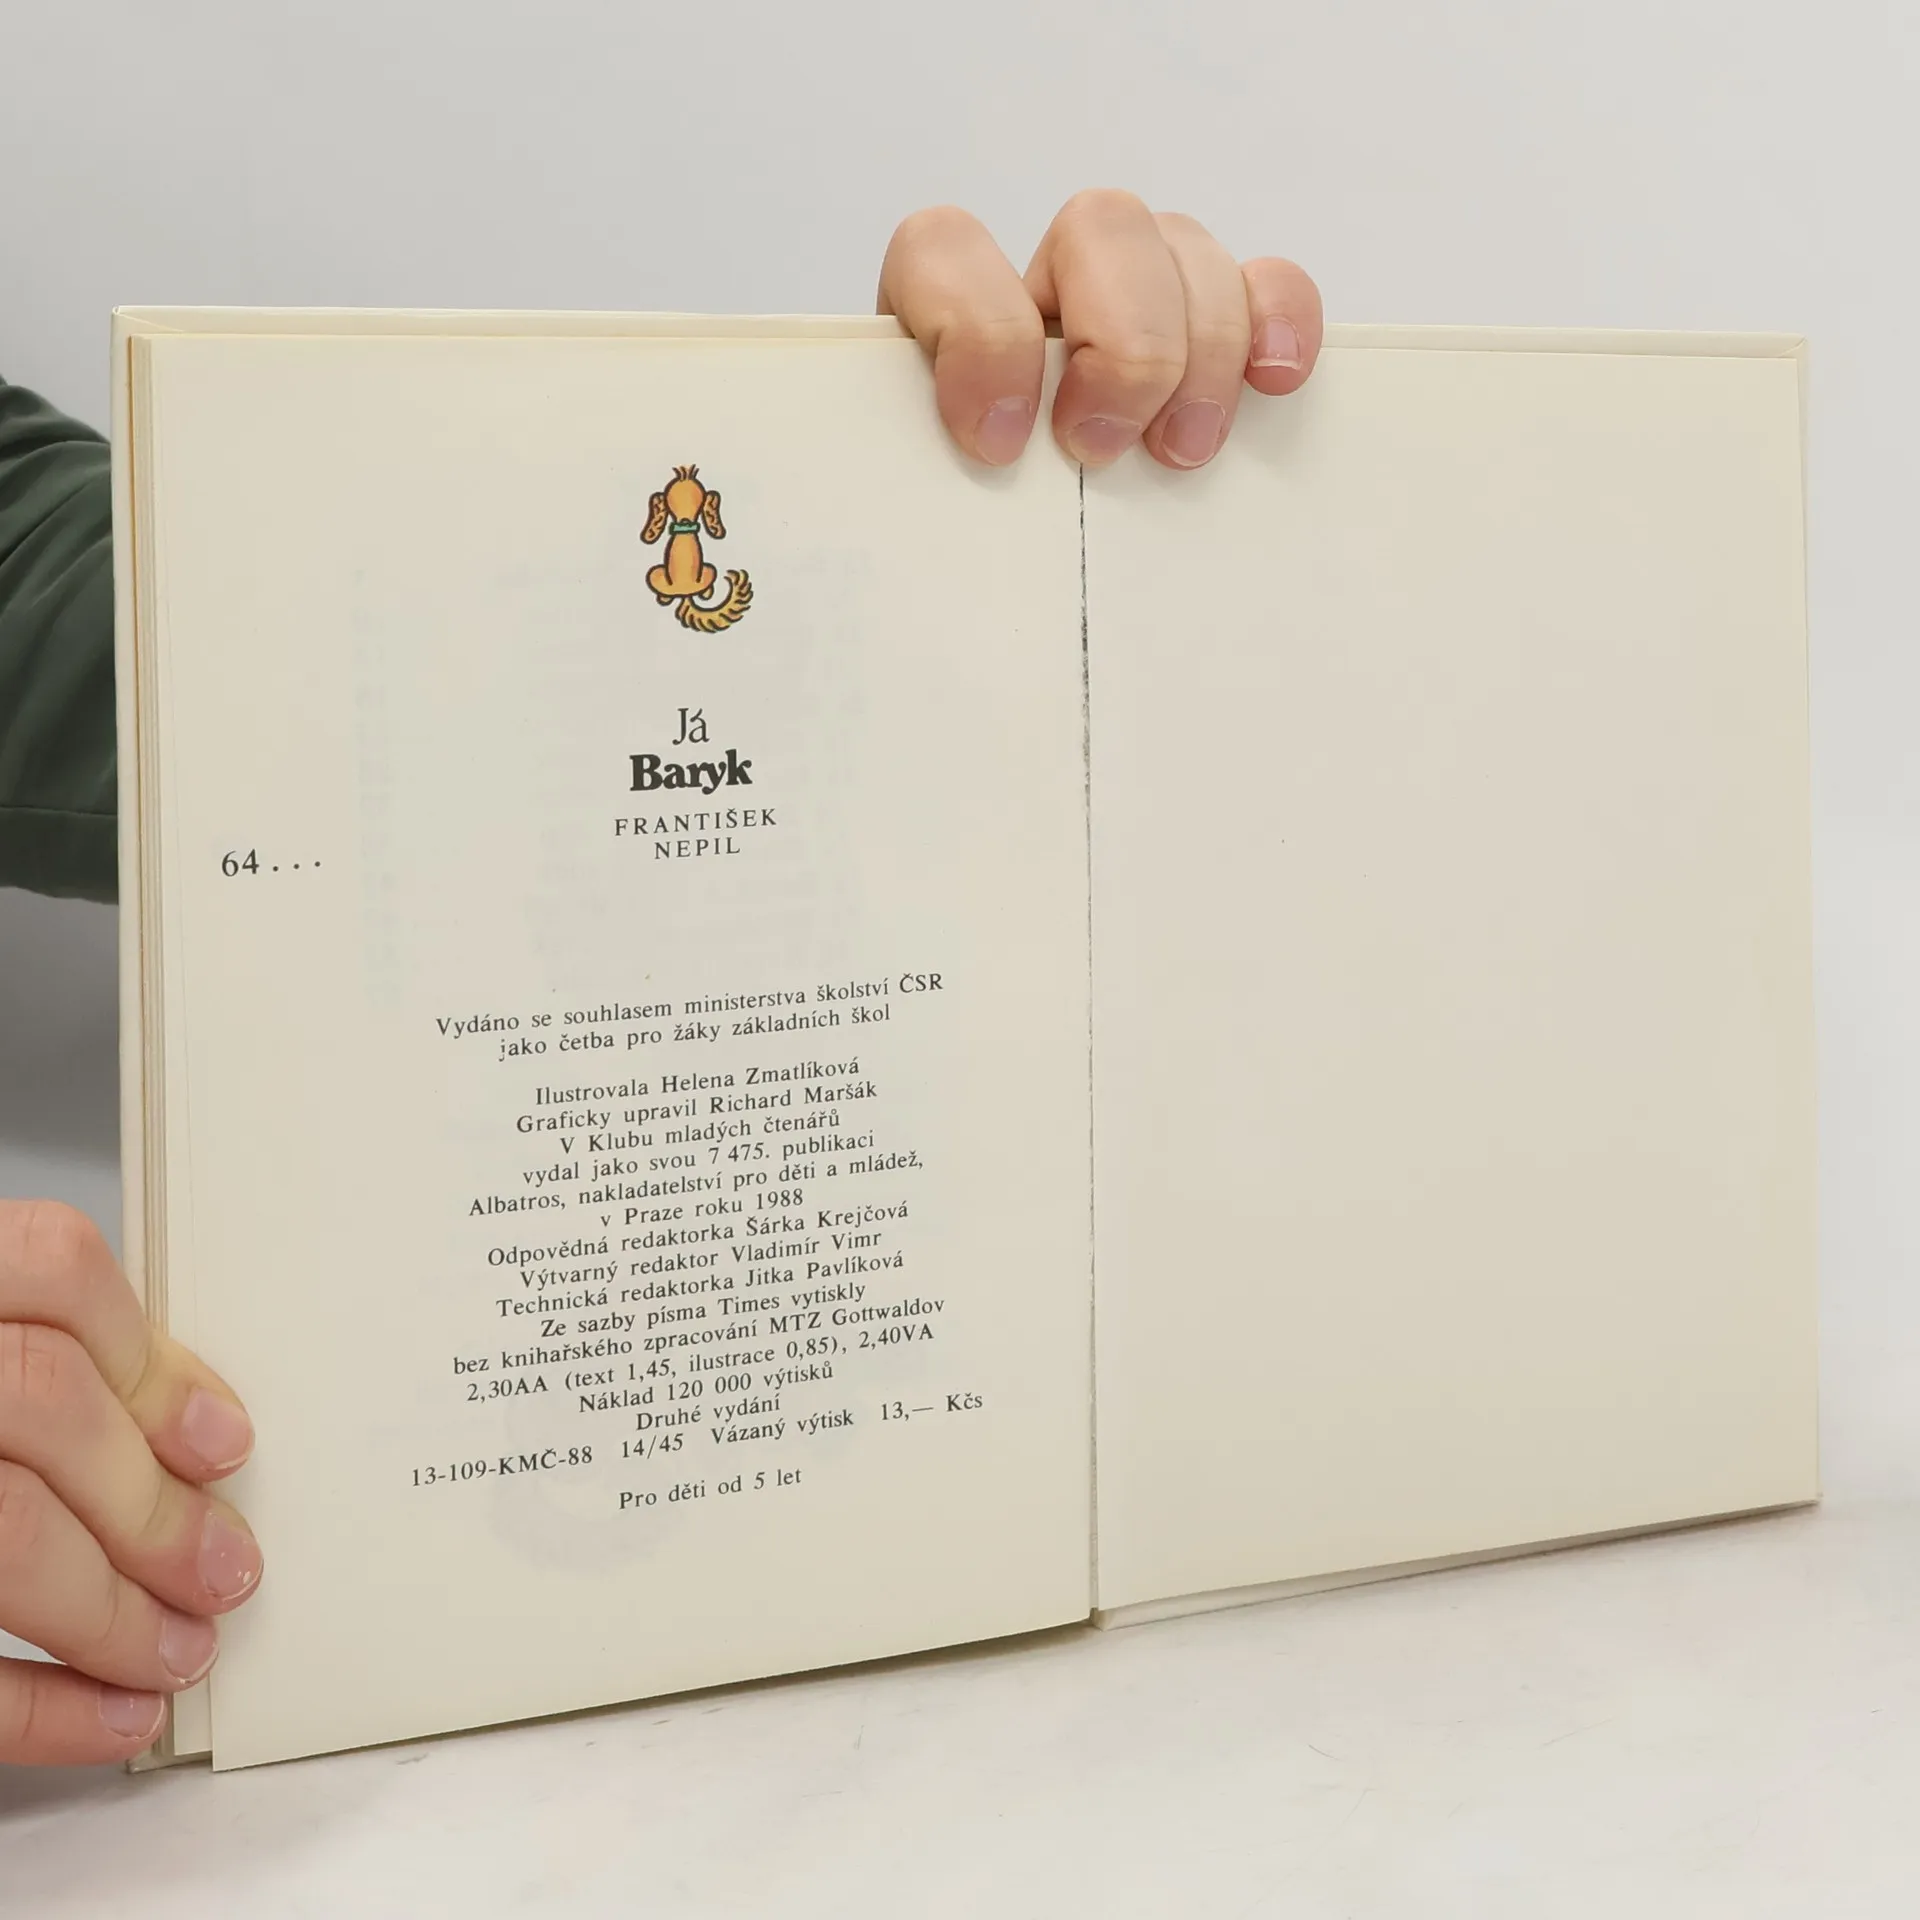 Já
Baryk
FRANTIŠEK
NEPIL
64...
Vydáno se souhlasem ministerstva školství ČSR
jako četba pro žáky základních škol
Ilustrovala Helena Zmatlíková
Graficky upravil Richard Maršák
V Klubu mladých čtenářů
vydal jako svou 7 475. publikaci
Albatros, nakladatelství pro děti a mládež,
v Praze roku 1988
Odpovědná redaktorka Šárka Krejčová
Výtvarný redaktor Vladimír Vimr
Technická redaktorka Jitka Pavlíková
Ze sazby písma Times vytiskly
bez knihařského zpracování MTZ Gottwaldov
2,30AA (text 1,45, ilustrace 0,85), 2,40VA
Náklad 120 000 výtisků
Druhé vydání
13-109-KMČ-88 14/45 Vázaný výtisk 13,— Kčs
Pro děti od 5 let